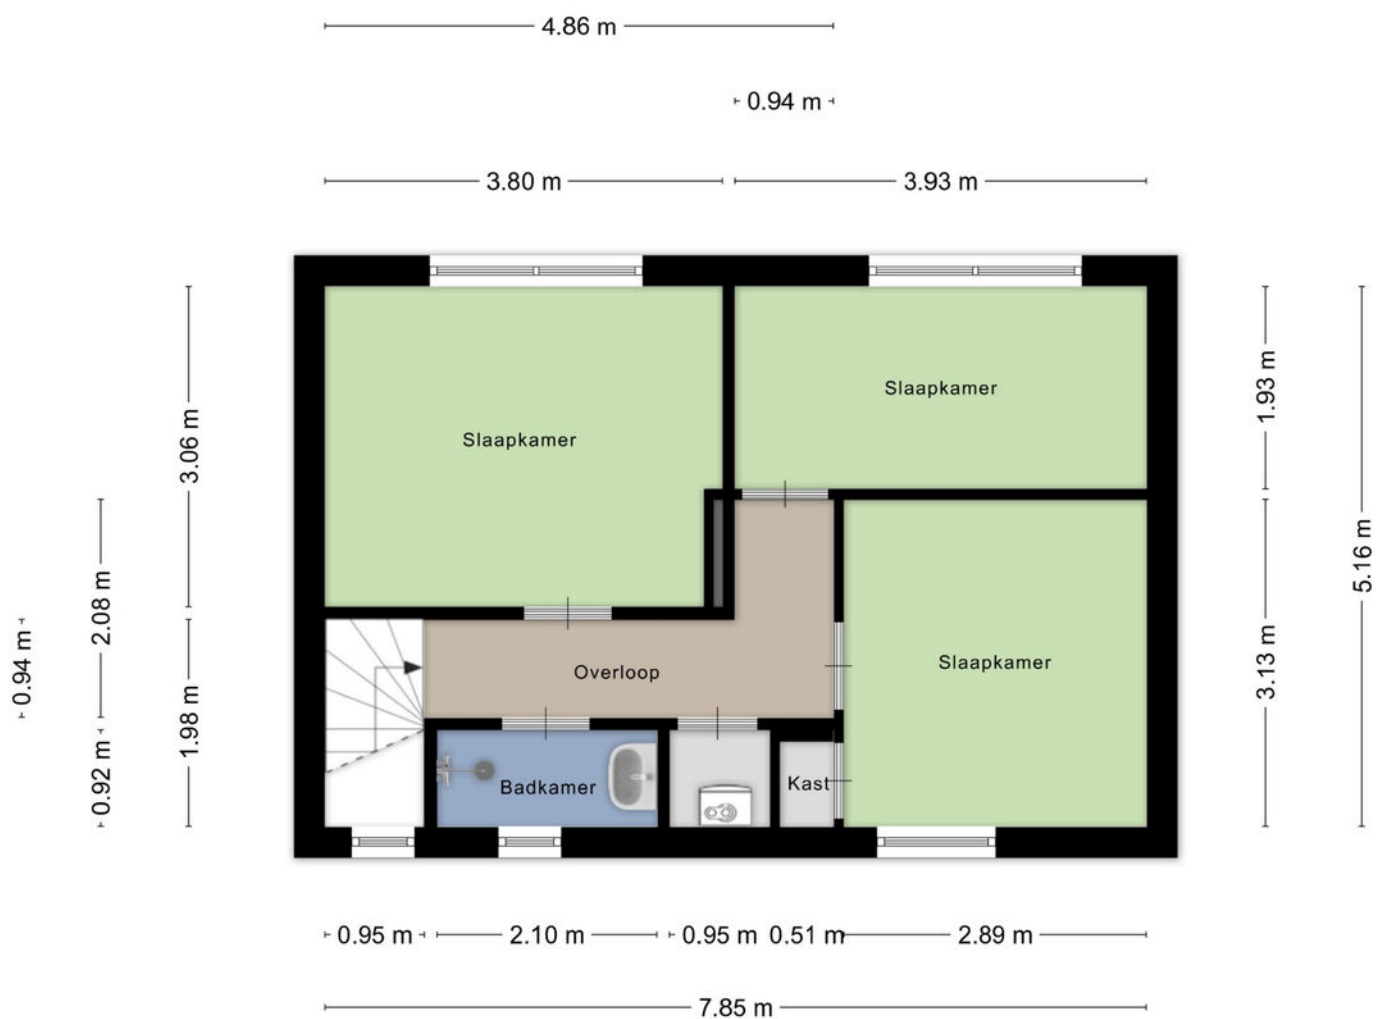 4.86 m
0.94 m
3.80 m
3.93 m
Slaapkamer
1.93 m
Slaapkamer
3.06 m
5.16 m
2.08 m
0.94 m
Overloop
Slaapkamer
3.13 m
1.98 m
0.92 m
Badkamer
Kast
0.95 m
2.10 m
0.95 m
0.51 m
2.89 m
7.85 m